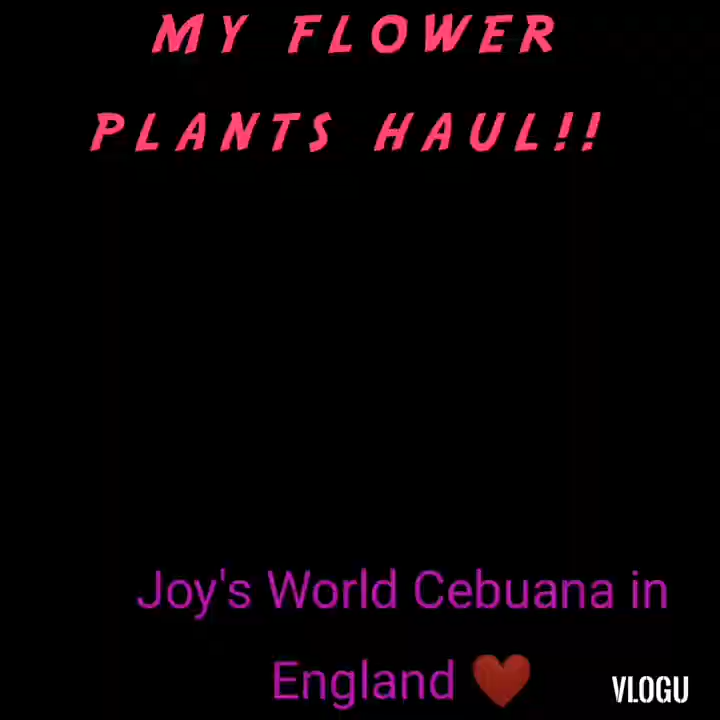 MY FLOWER
PLANTS HAUL!!
Joy's World Cebuana in
England ❤️
VLOGU